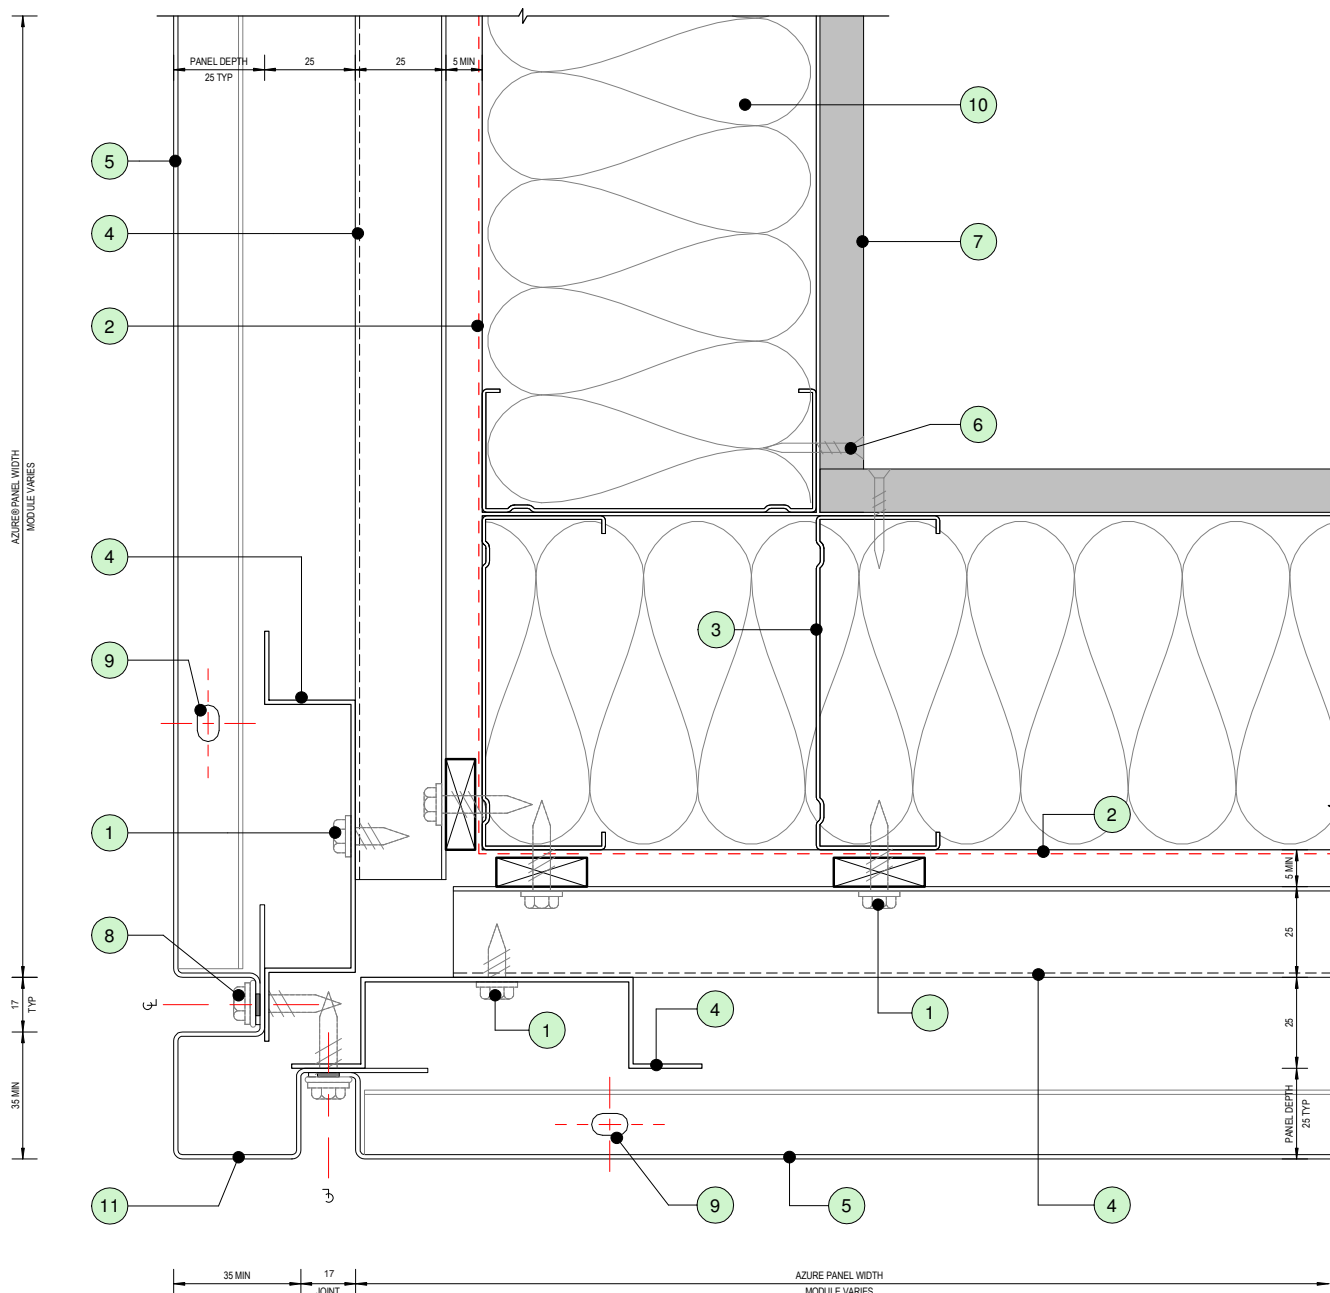 PANEL DEPTH
25 TYP
25
25
5 MIN
10
5
4
7
2
6
AZURE® PANEL WIDTH
MODULE VARIES
4
3
9
1
2
5 MIN
8
25
17
TYP
1
4
1
25
35 MIN
PANEL DEPTH
25 TYP
11
9
5
4
35 MIN
17
JOINT
AZURE PANEL WIDTH
MODULE VARIES